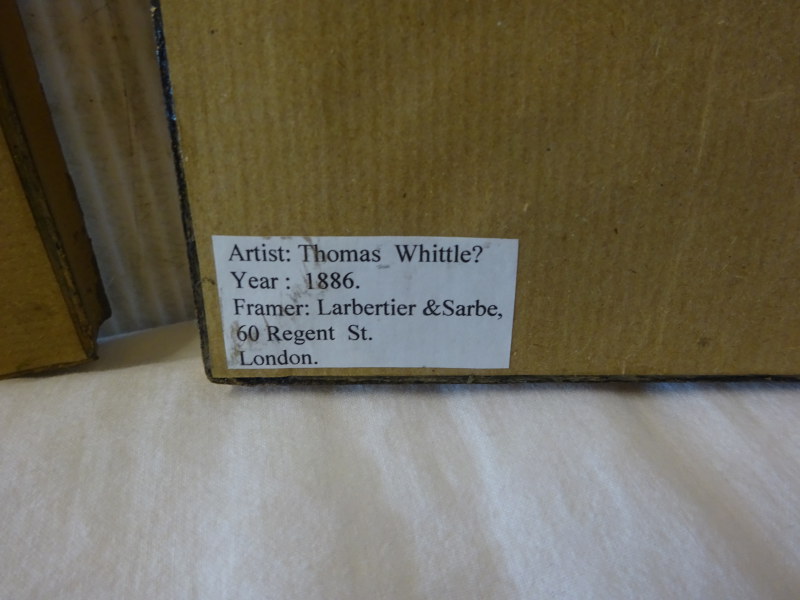 Artist: Thomas Whittle?
Year : 1886.
Framer: Larbertier &Sarbe,
60 Regent St.
London.